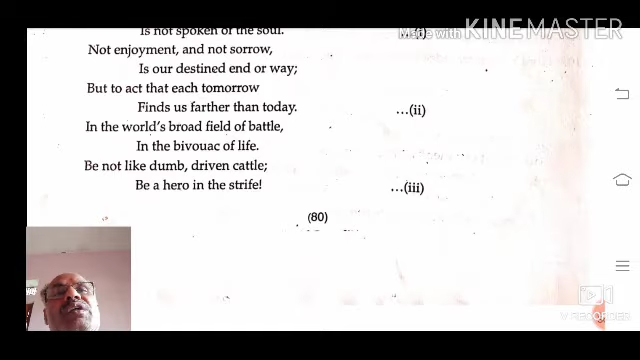 Is not spoken of the soul.
...(i)
Made with KINEMASTER
Not enjoyment, and not sorrow,
Is our destined end or way;
But to act that each tomorrow
Finds us farther than today.
...(ii)
In the world's broad field of battle,
In the bivouac of life.
Be not like dumb, driven cattle;
Be a hero in the strife!
...(iii)
(80)
V RECORDER